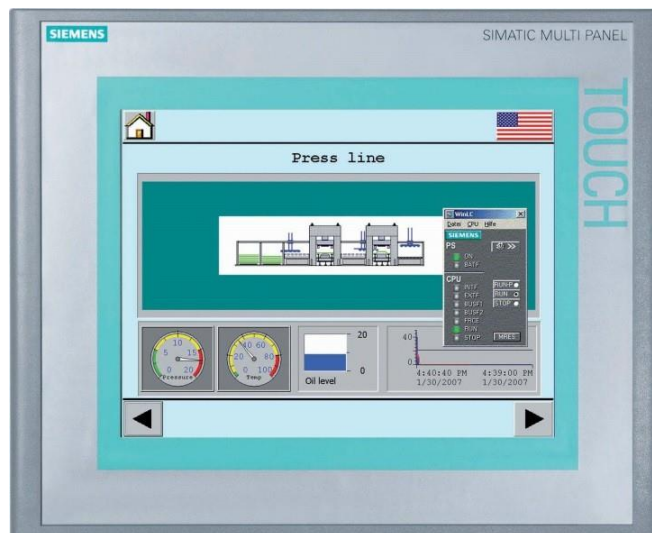 SIEMENS
SIMATIC MULTI PANEL
TOUCH
Press line
WinLC
Datei CPU Hilfe
SIEMENS
PS
ON
BATF
CPU
INTF
EXTF
BUSF1
BUSF2
FRCE
RUN
STOP
RUN-P
RUN
STOP
MRES
0 5 10 15 20
Pressure
0 20 40 60 80 100
Temp
20
0
Oil level
40
0
4:40:40 PM 4:39:00 PM
1/30/2007 1/30/2007